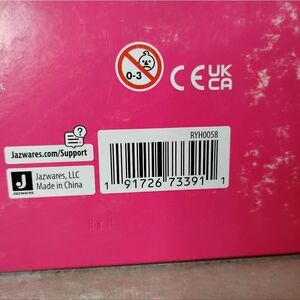 0-3
CE UK
CA
RYH0058
Jazwares.com/Support
Jazwares, LLC
Made in China
JAZWARES
1 91726 73391 1